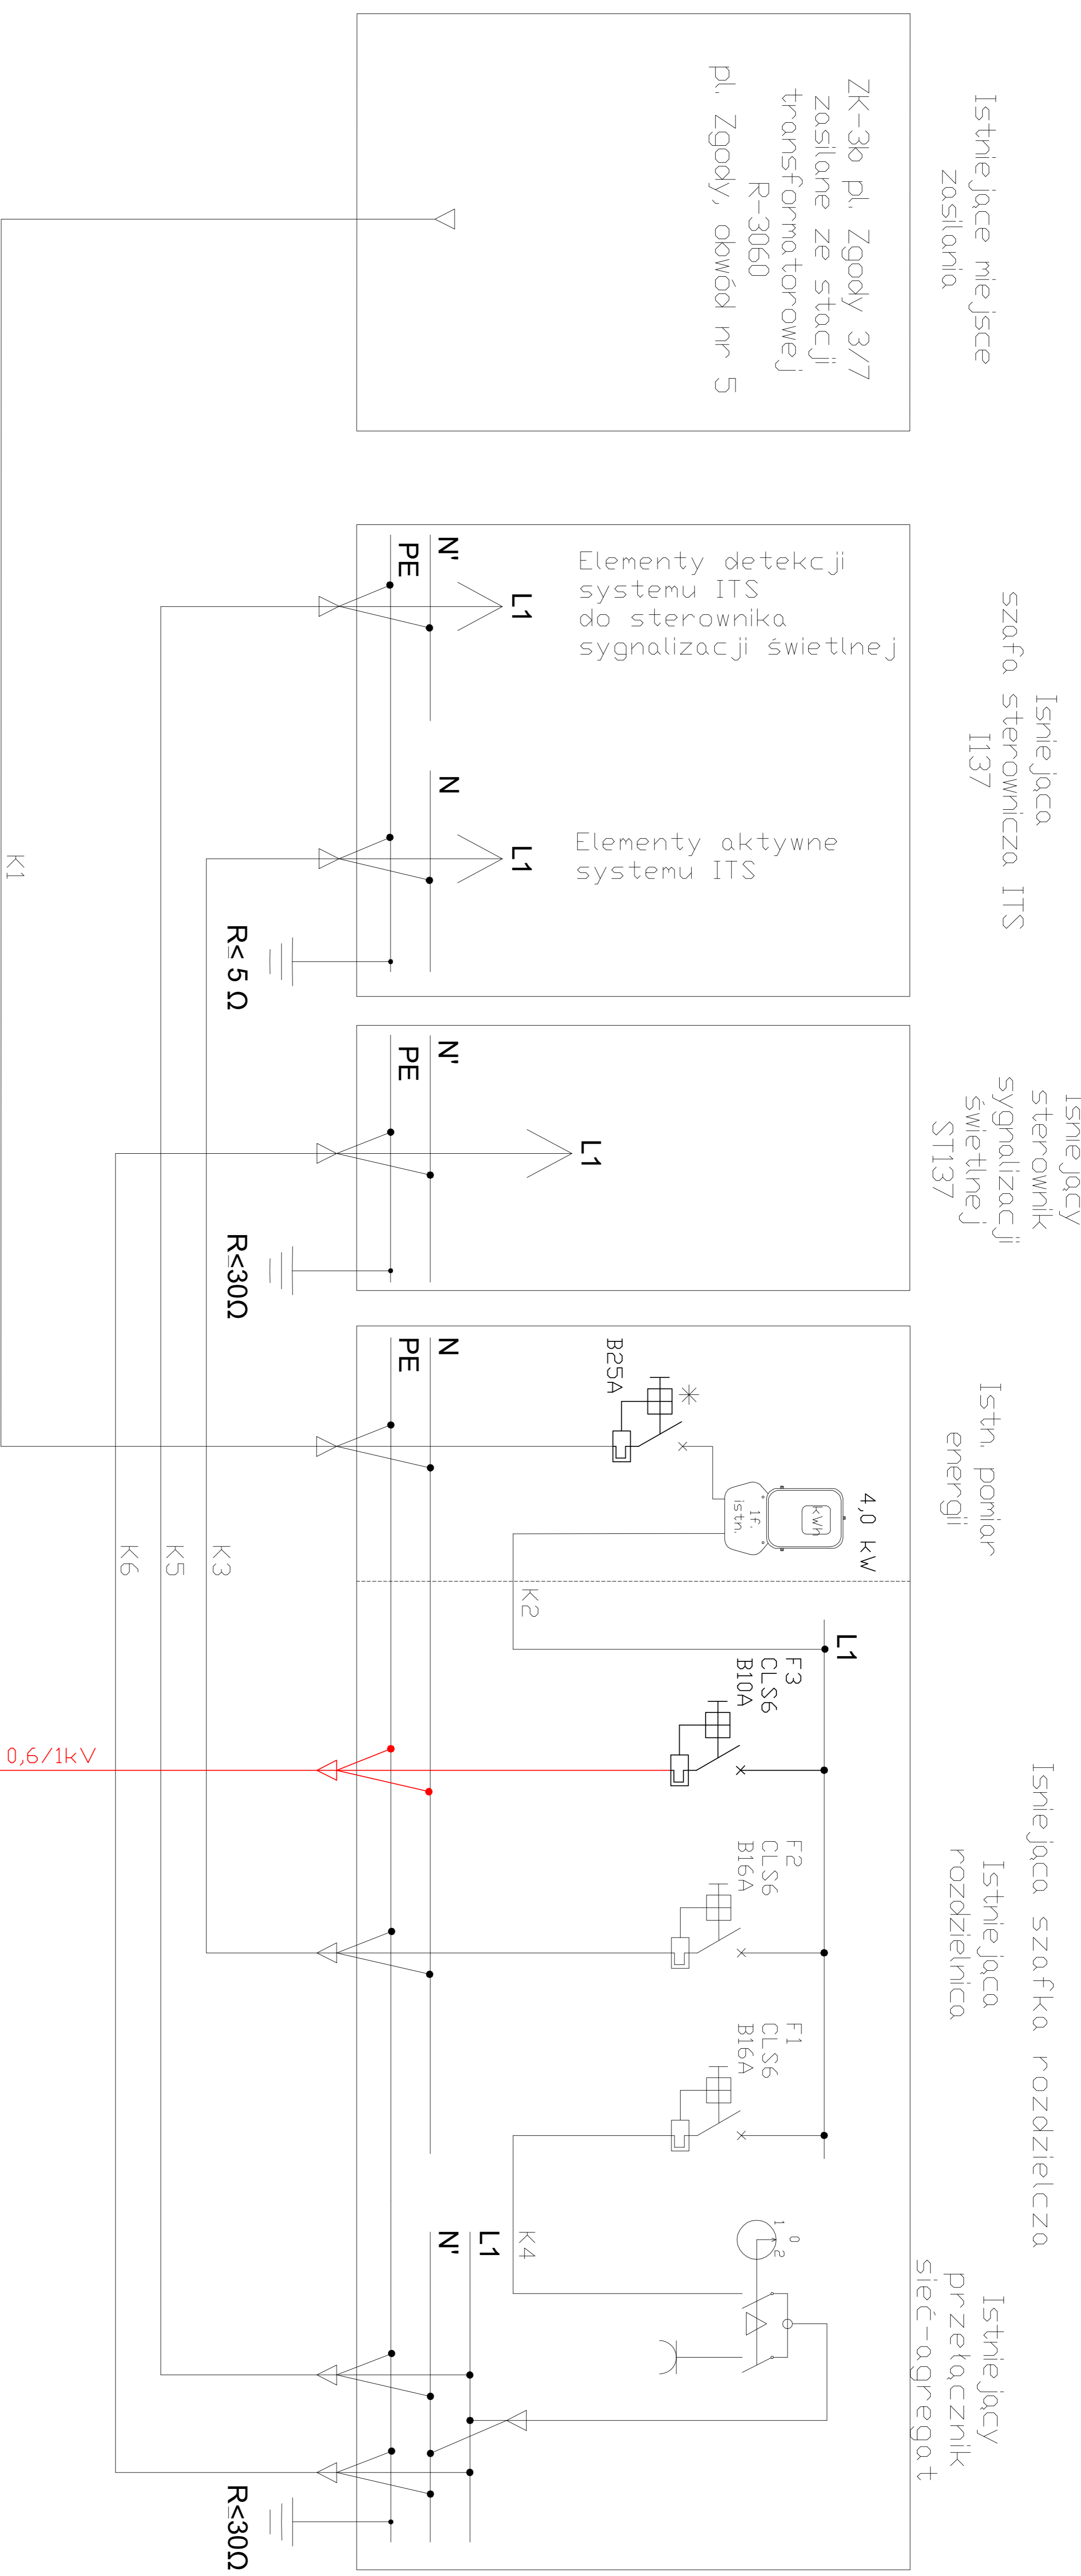 Istniejące miejsce
zasilania
ZK-3b pl. Zgody 3/7
zasilane ze stacji
transformatorowej
R-3060
pl. Zgody, obwód nr 5
Isniejąca
szafa sterownicza ITS
I137
Elementy detekcji
systemu ITS
do sterownika
sygnalizacji świetlnej
L1
N'
PE
Elementy aktywne
systemu ITS
L1
N
R≤ 5 Ω
Isniejący
sterownik
sygnalizacji
świetlnej
ST137
L1
N'
PE
R≤30Ω
Isniejąca szafka rozdzielcza
Istn. pomiar
energii
4,0 kW
kWh
1f.
istn.
B25A
N
PE
K2
Istniejąca
rozdzielnica
L1
F3
CLS6
B10A
F2
CLS6
B16A
F1
CLS6
B16A
Istniejący
przełącznik
sieć-agregat
1
0
2
K4
L1
N'
R≤30Ω
K3
K5
K6
K1
0,6/1kV